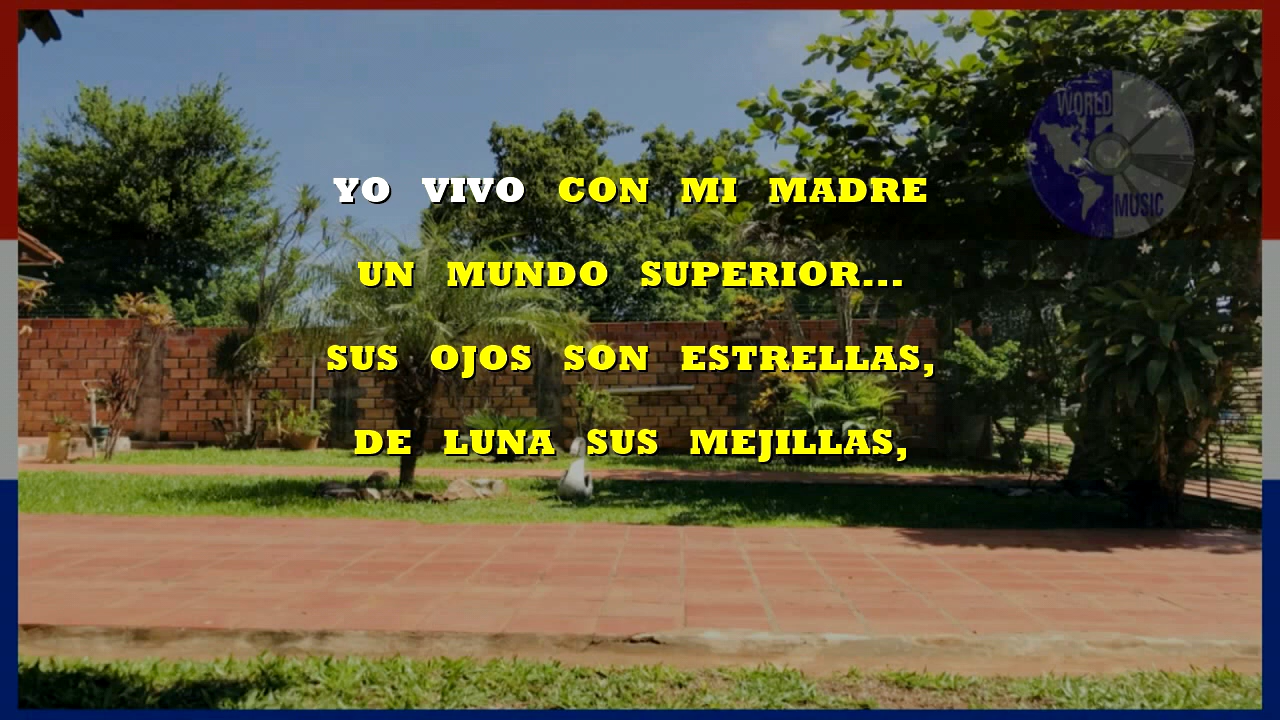 WORLD
MUSIC
YO VIVO CON MI MADRE
UN MUNDO SUPERIOR...
SUS OJOS SON ESTRELLAS,
DE LUNA SUS MEJILLAS,